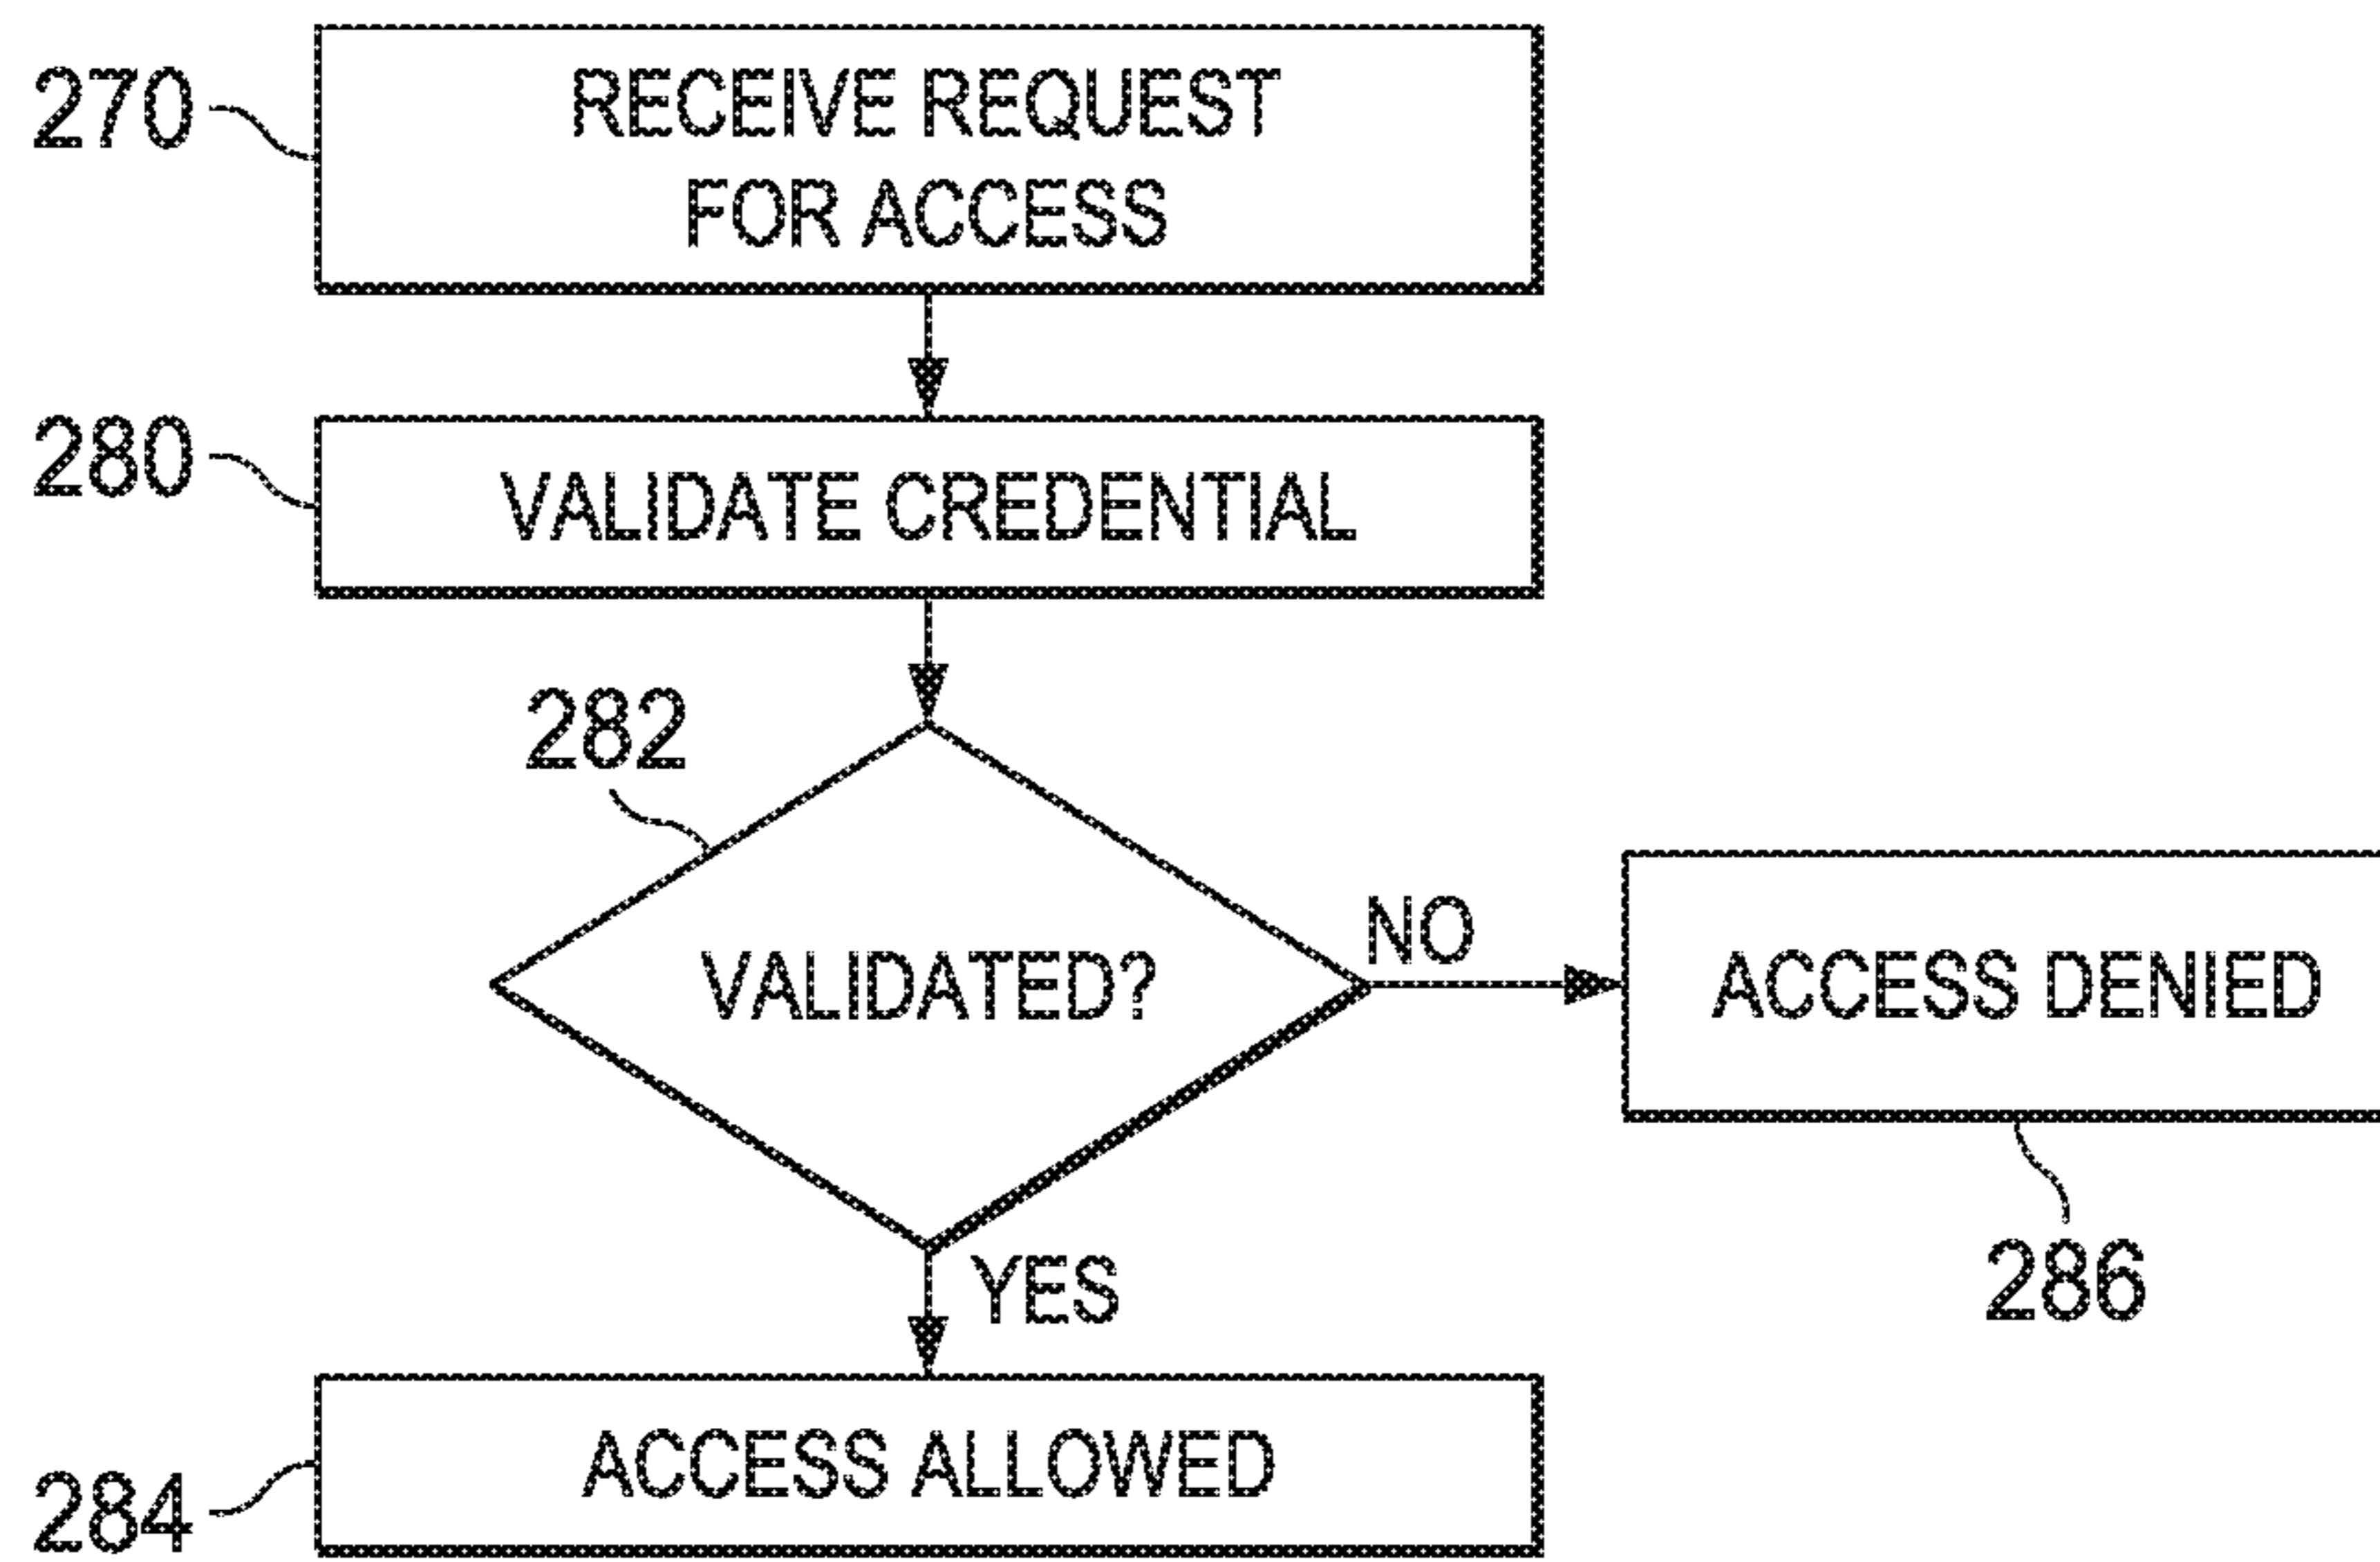 270
RECEIVE REQUEST
FOR ACCESS
280
VALIDATE CREDENTIAL
282
VALIDATED?
NO
ACCESS DENIED
286
YES
284
ACCESS ALLOWED